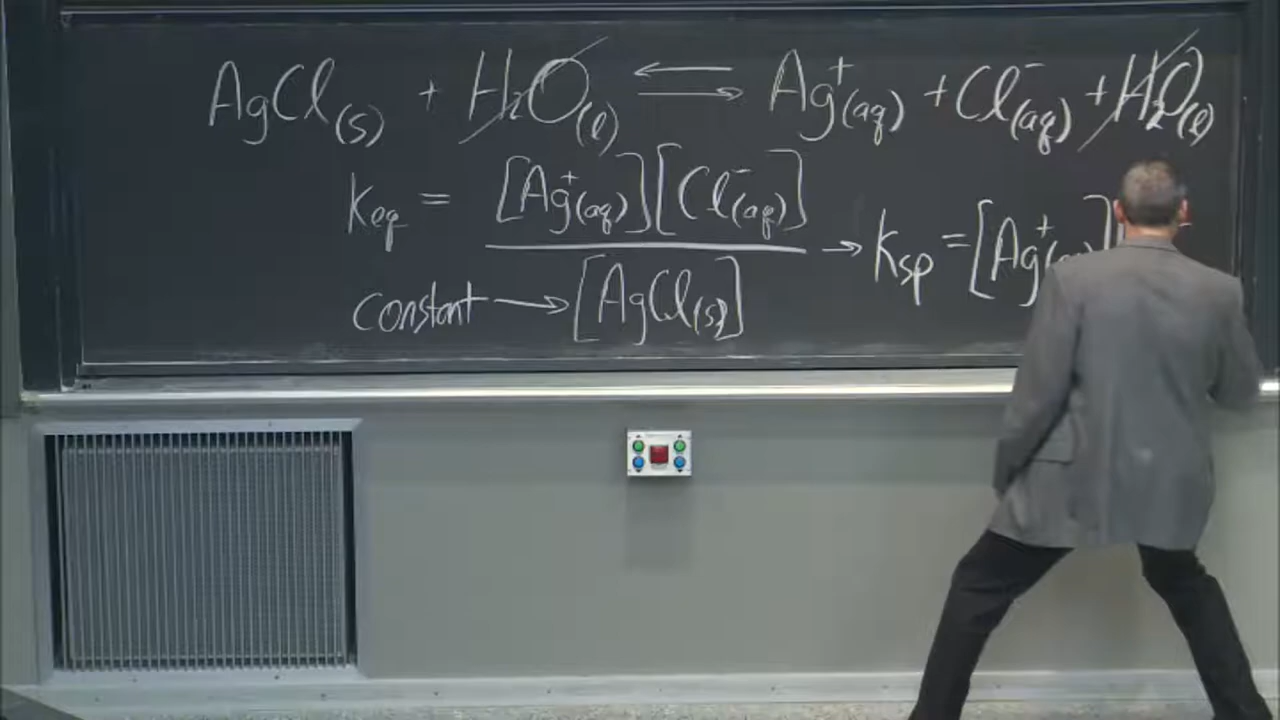 AgCl(s) + H₂O(l) ⇌ Ag⁺(aq) + Cl⁻(aq) + H₂O(l)
Keq = [Ag⁺(aq)][Cl⁻(aq)] → Ksp = [Ag⁺(
constant → [AgCl(s)]